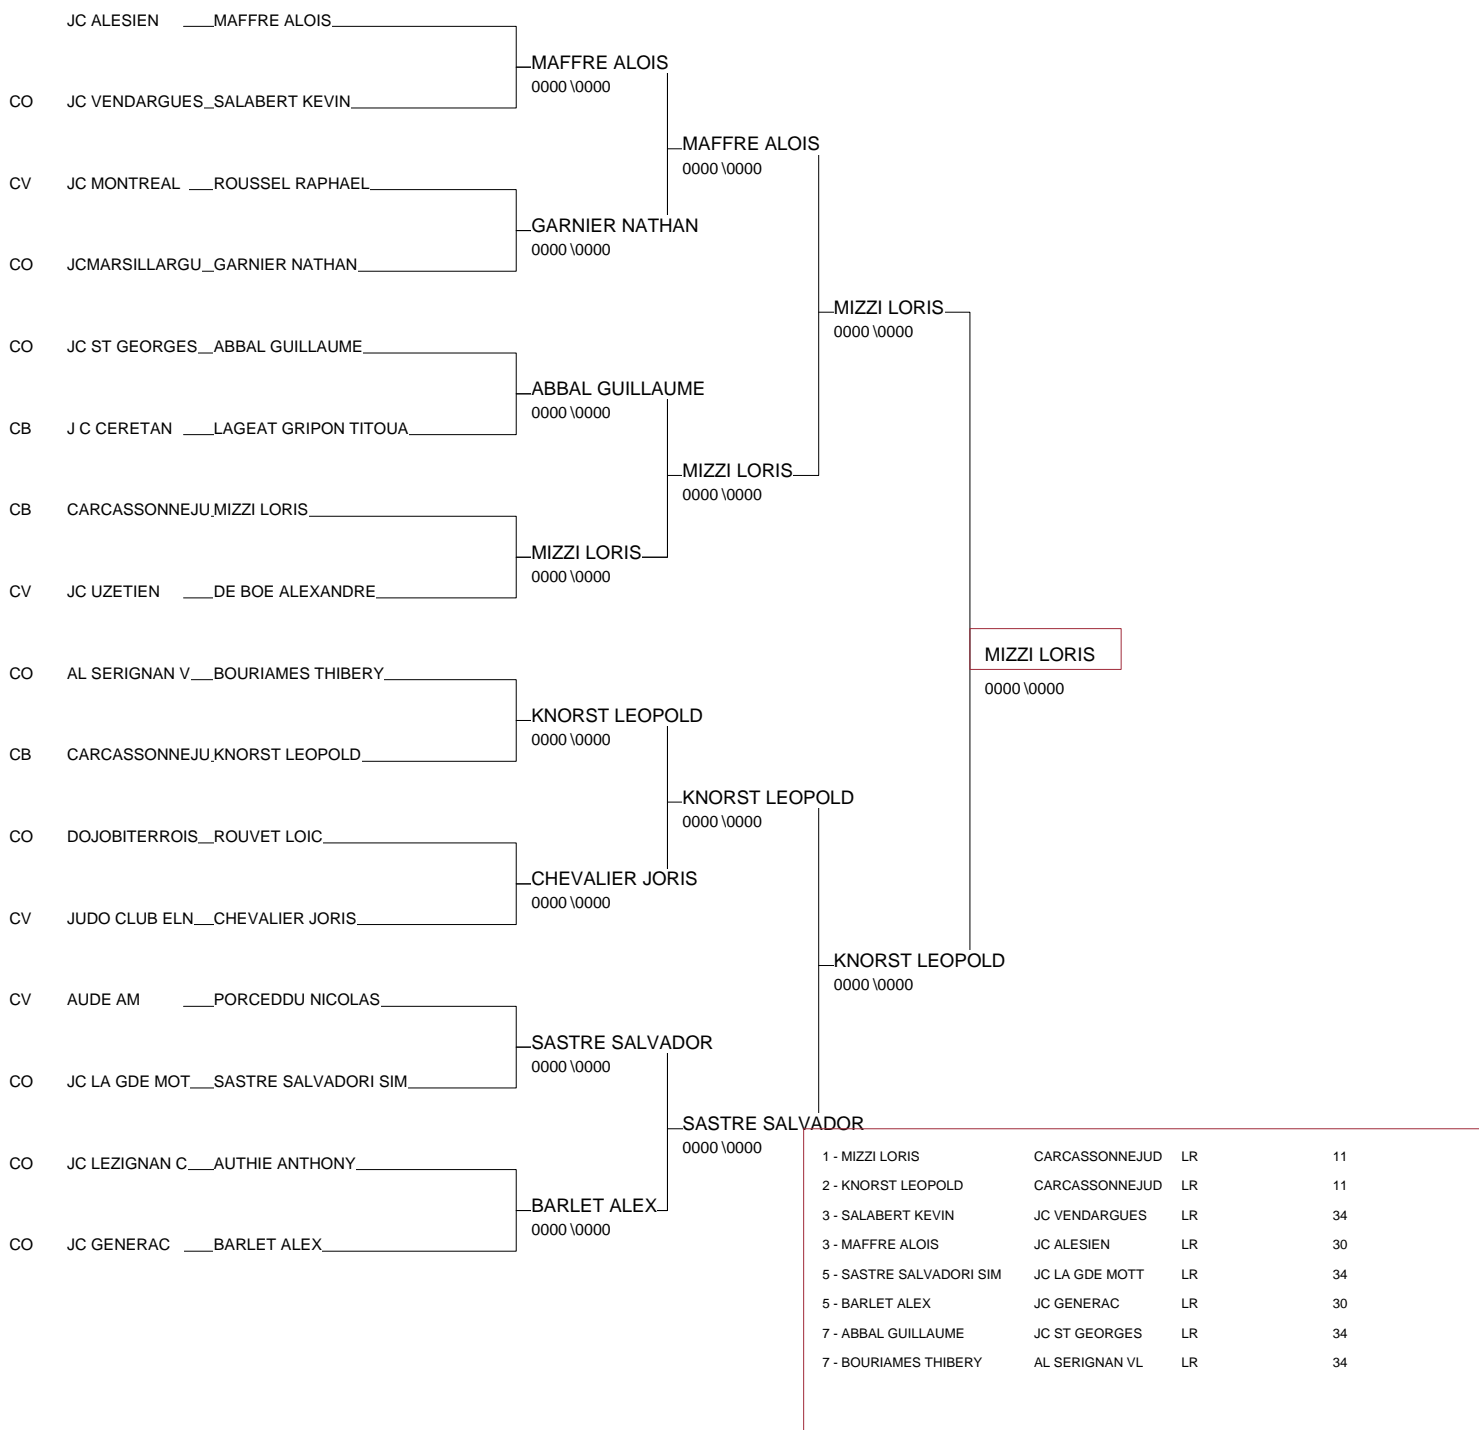 JC ALESIEN MAFFRE ALOIS
MAFFRE ALOIS
0000 \0000
CO JC VENDARGUES SALABERT KEVIN
MAFFRE ALOIS
0000 \0000
CV JC MONTREAL ROUSSEL RAPHAEL
GARNIER NATHAN
0000 \0000
CO JCMARSILLARGU GARNIER NATHAN
MIZZI LORIS
0000 \0000
CO JC ST GEORGES ABBAL GUILLAUME
ABBAL GUILLAUME
0000 \0000
CB J C CERETAN LAGEAT GRIPON TITOUA
MIZZI LORIS
0000 \0000
CB CARCASSONNEJU MIZZI LORIS
MIZZI LORIS
0000 \0000
CV JC UZETIEN DE BOE ALEXANDRE
MIZZI LORIS
0000 \0000
CO AL SERIGNAN V BOURIAMES THIBERY
KNORST LEOPOLD
0000 \0000
CB CARCASSONNEJU KNORST LEOPOLD
KNORST LEOPOLD
0000 \0000
CO DOJOBITERROIS ROUVET LOIC
CHEVALIER JORIS
0000 \0000
CV JUDO CLUB ELN CHEVALIER JORIS
KNORST LEOPOLD
0000 \0000
CV AUDE AM PORCEDDU NICOLAS
SASTRE SALVADOR
0000 \0000
CO JC LA GDE MOT SASTRE SALVADORI SIM
SASTRE SALVADOR
0000 \0000
CO JC LEZIGNAN C AUTHIE ANTHONY
BARLET ALEX
0000 \0000
CO JC GENERAC BARLET ALEX
1 - MIZZI LORIS CARCASSONNEJUD LR 11
2 - KNORST LEOPOLD CARCASSONNEJUD LR 11
3 - SALABERT KEVIN JC VENDARGUES LR 34
3 - MAFFRE ALOIS JC ALESIEN LR 30
5 - SASTRE SALVADORI SIM JC LA GDE MOTT LR 34
5 - BARLET ALEX JC GENERAC LR 30
7 - ABBAL GUILLAUME JC ST GEORGES LR 34
7 - BOURIAMES THIBERY AL SERIGNAN VL LR 34